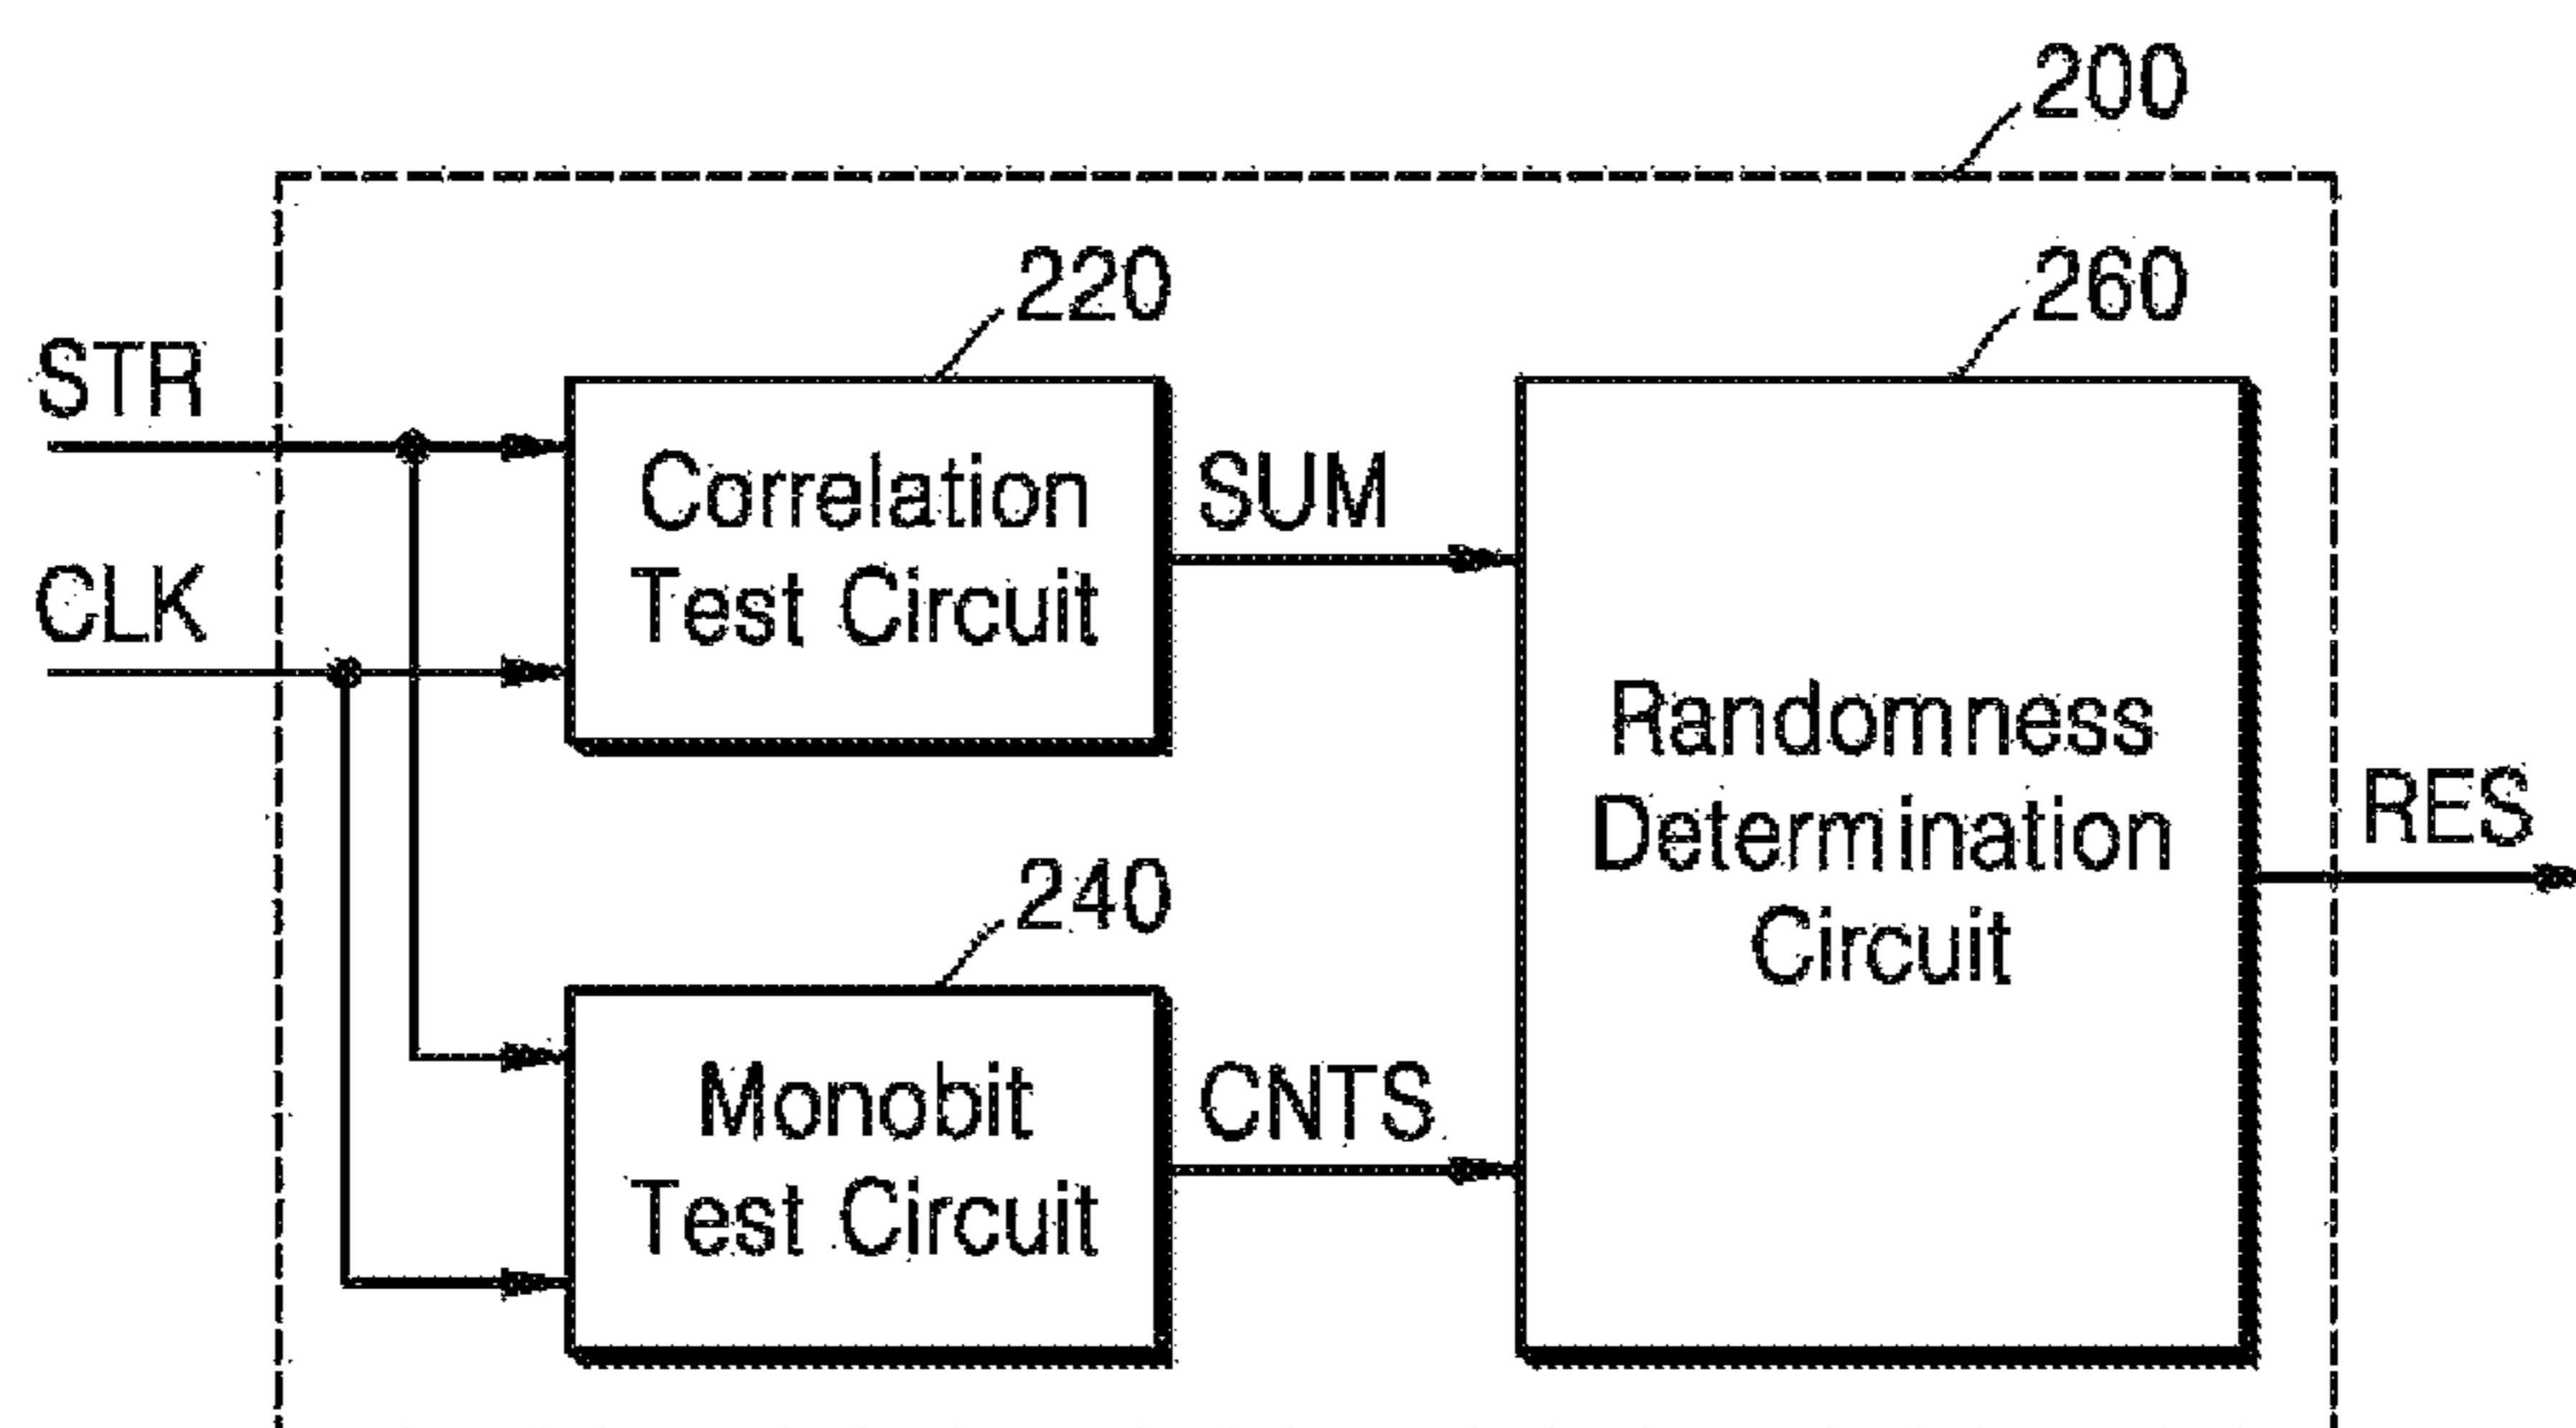 200
220
260
STR
Correlation
Test Circuit
SUM
CLK
Randomness
Determination
Circuit
RES
240
Monobit
Test Circuit
CNTS